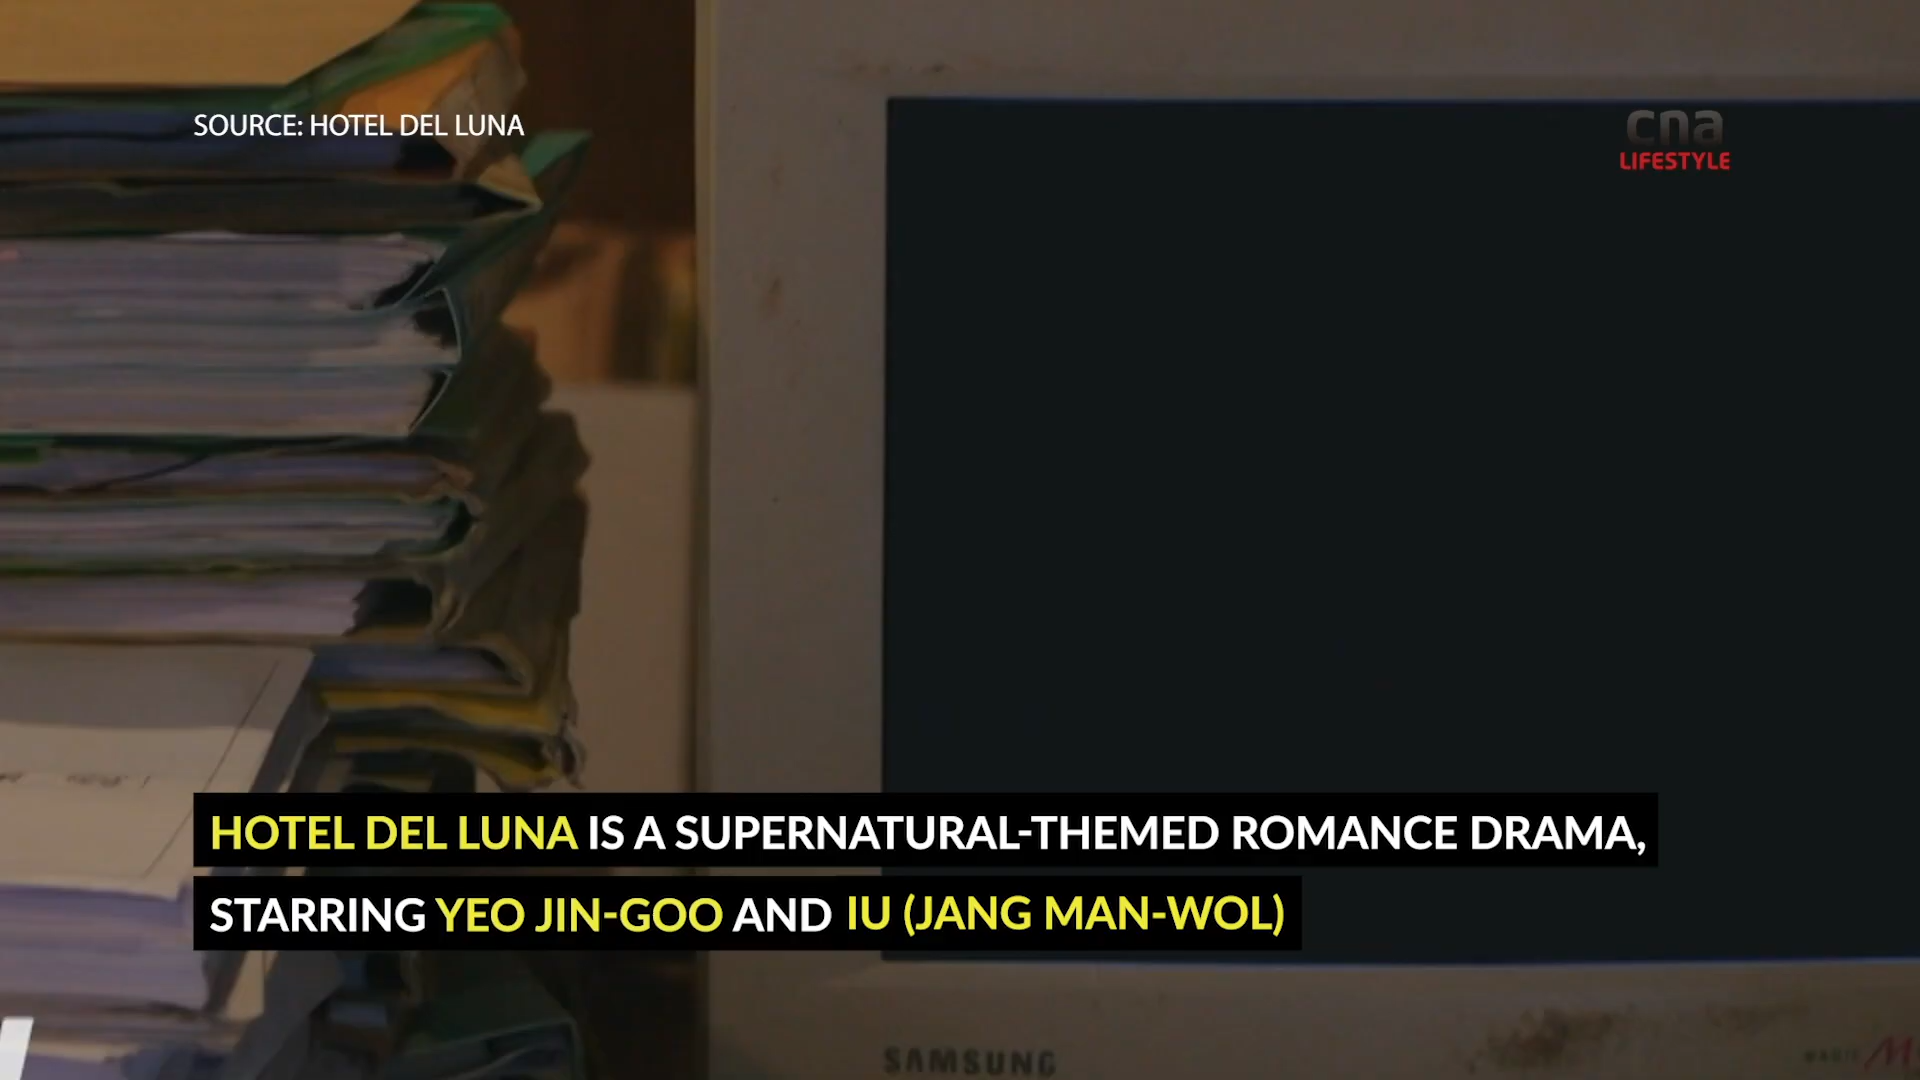 SOURCE: HOTEL DEL LUNA
cna
LIFESTYLE
HOTEL DEL LUNA IS A SUPERNATURAL-THEMED ROMANCE DRAMA,
STARRING YEO JIN-GOO AND IU (JANG MAN-WOL)
SAMSUNG